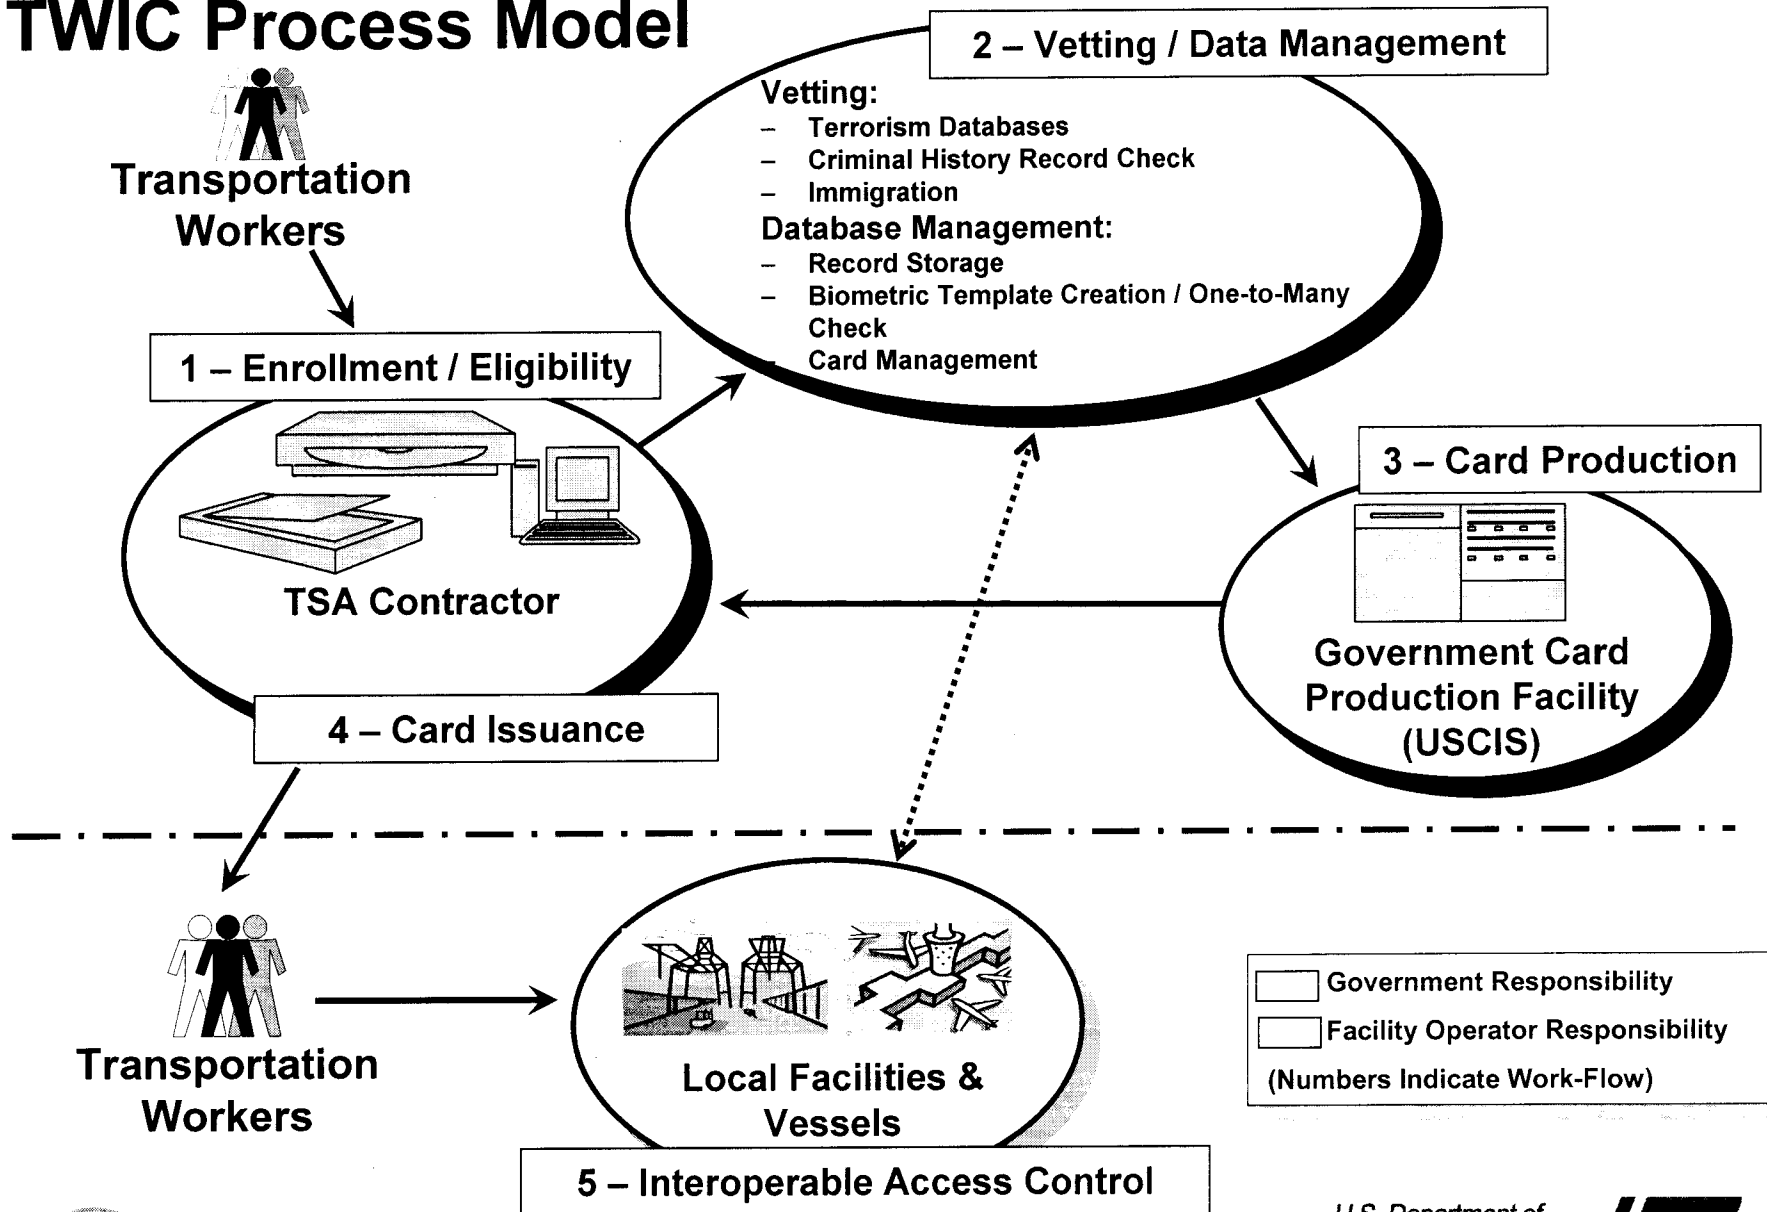 TWIC Process Model
2 – Vetting / Data Management
Vetting:
– Terrorism Databases
– Criminal History Record Check
– Immigration
Database Management:
– Record Storage
– Biometric Template Creation / One-to-Many
Check
– Card Management
Transportation
Workers
1 – Enrollment / Eligibility
TSA Contractor
3 – Card Production
Government Card
Production Facility
(USCIS)
4 – Card Issuance
Transportation
Workers
Local Facilities &
Vessels
5 – Interoperable Access Control
Government Responsibility
Facility Operator Responsibility
(Numbers Indicate Work-Flow)
U.S. Department of